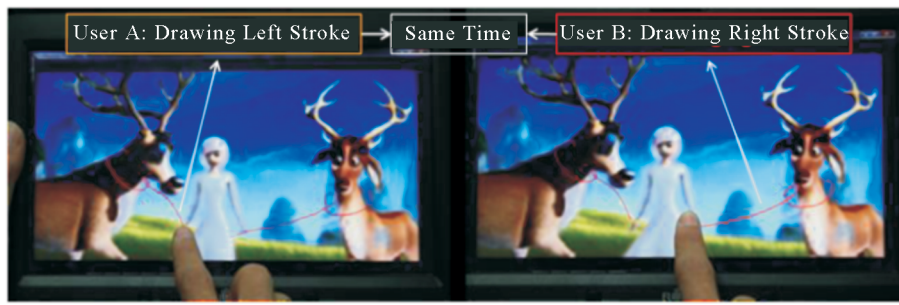 User A: Drawing Left Stroke
Same Time
User B: Drawing Right Stroke